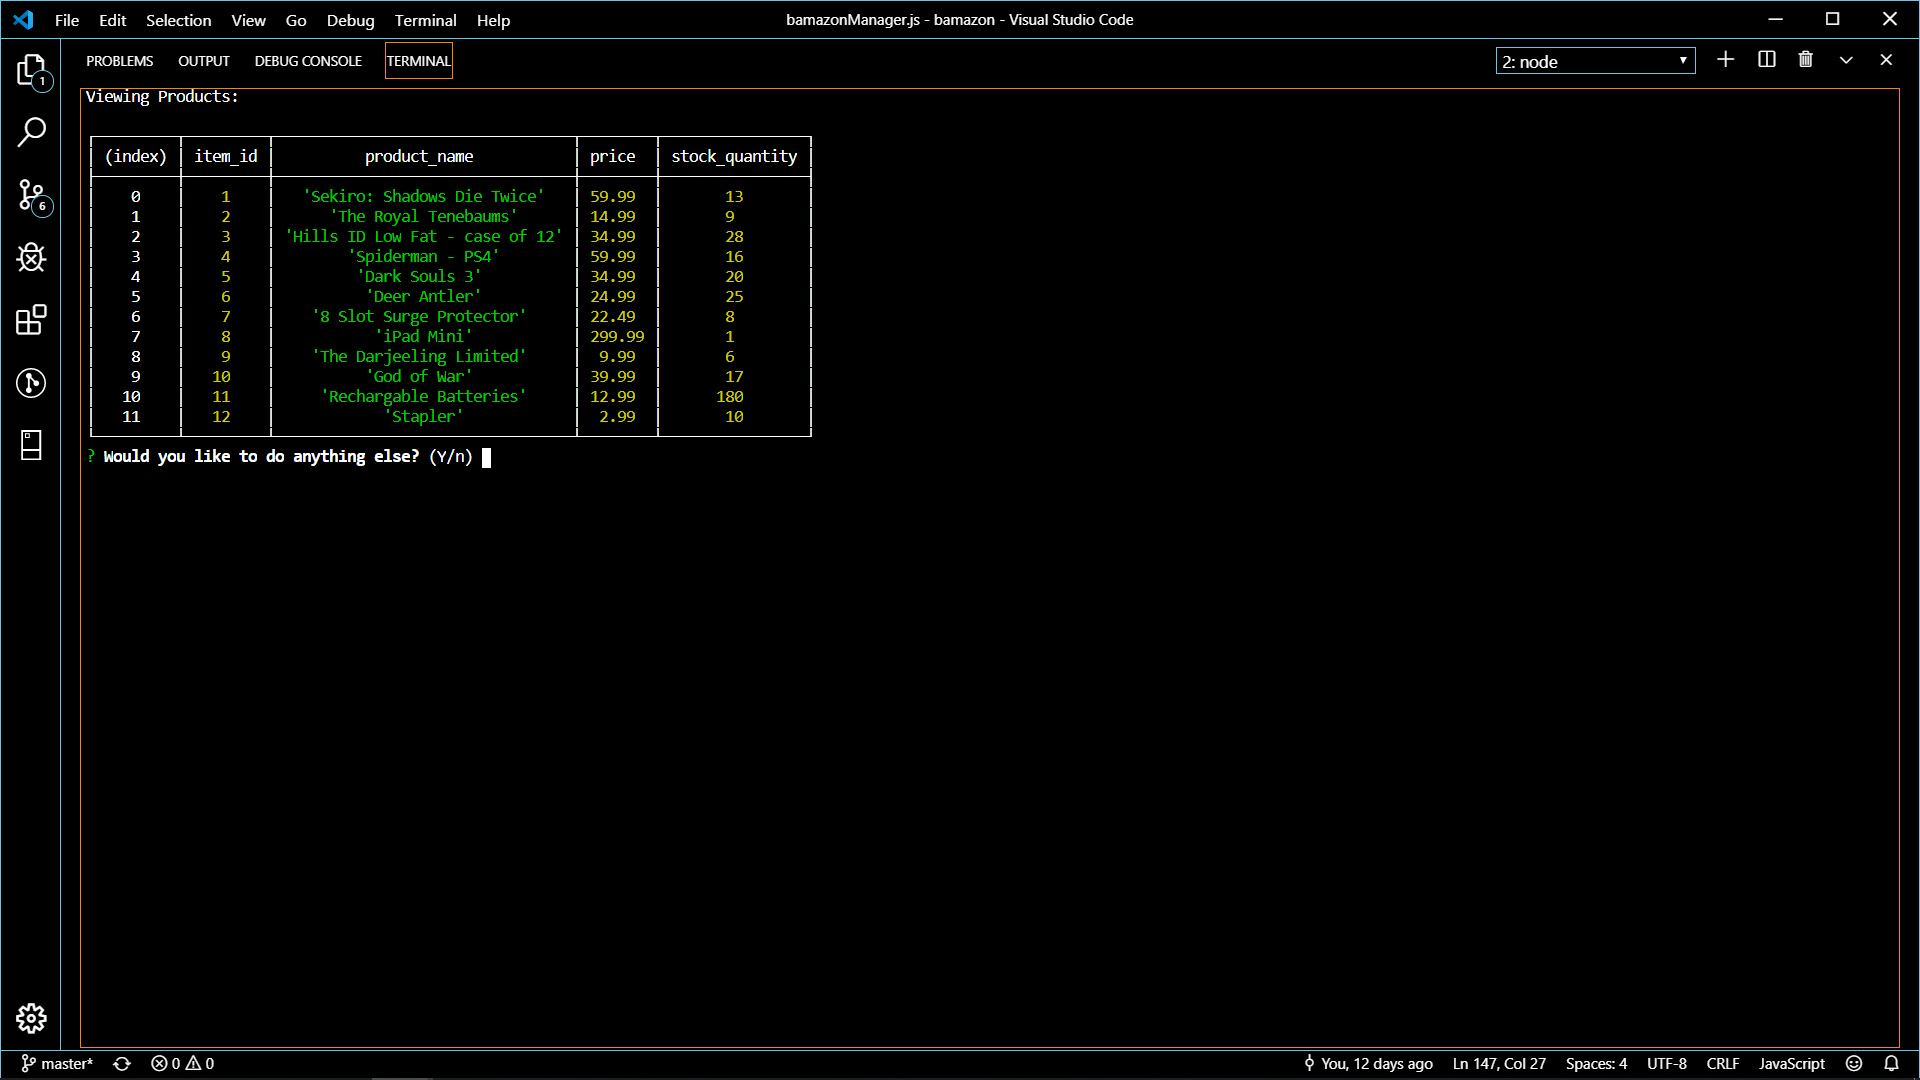 File Edit Selection View Go Debug Terminal Help bamazonManager.js - bamazon - Visual Studio Code
PROBLEMS OUTPUT DEBUG CONSOLE TERMINAL 2: node
1
6
Viewing Products:
(index) item_id product_name price stock_quantity
0 1 'Sekiro: Shadows Die Twice' 59.99 13
1 2 'The Royal Tenebaums' 14.99 9
2 3 'Hills ID Low Fat - case of 12' 34.99 28
3 4 'Spiderman - PS4' 59.99 16
4 5 'Dark Souls 3' 34.99 20
5 6 'Deer Antler' 24.99 25
6 7 '8 Slot Surge Protector' 22.49 8
7 8 'iPad Mini' 299.99 1
8 9 'The Darjeeling Limited' 9.99 6
9 10 'God of War' 39.99 17
10 11 'Rechargable Batteries' 12.99 180
11 12 'Stapler' 2.99 10
? Would you like to do anything else? (Y/n)
master* 0 0 You, 12 days ago Ln 147, Col 27 Spaces: 4 UTF-8 CRLF JavaScript